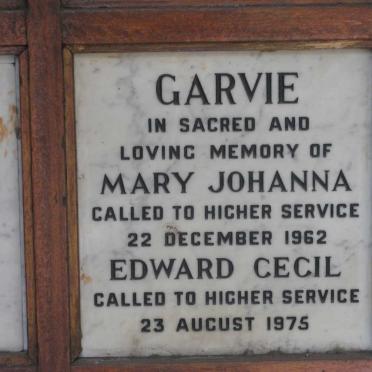 GARVIE
IN SACRED AND
LOVING MEMORY OF
MARY JOHANNA
CALLED TO HIGHER SERVICE
22 DECEMBER 1962
EDWARD CECIL
CALLED TO HIGHER SERVICE
23 AUGUST 1975